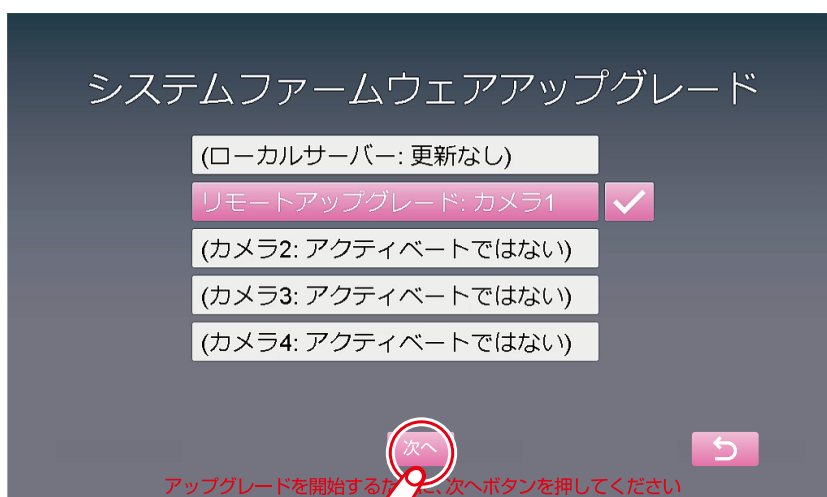 システムファームウェアアップグレード
(ローカルサーバー: 更新なし)
リモートアップグレード: カメラ1
(カメラ2: アクティベートではない)
(カメラ3: アクティベートではない)
(カメラ4: アクティベートではない)
次へ
アップグレードを開始するために、次へボタンを押してください